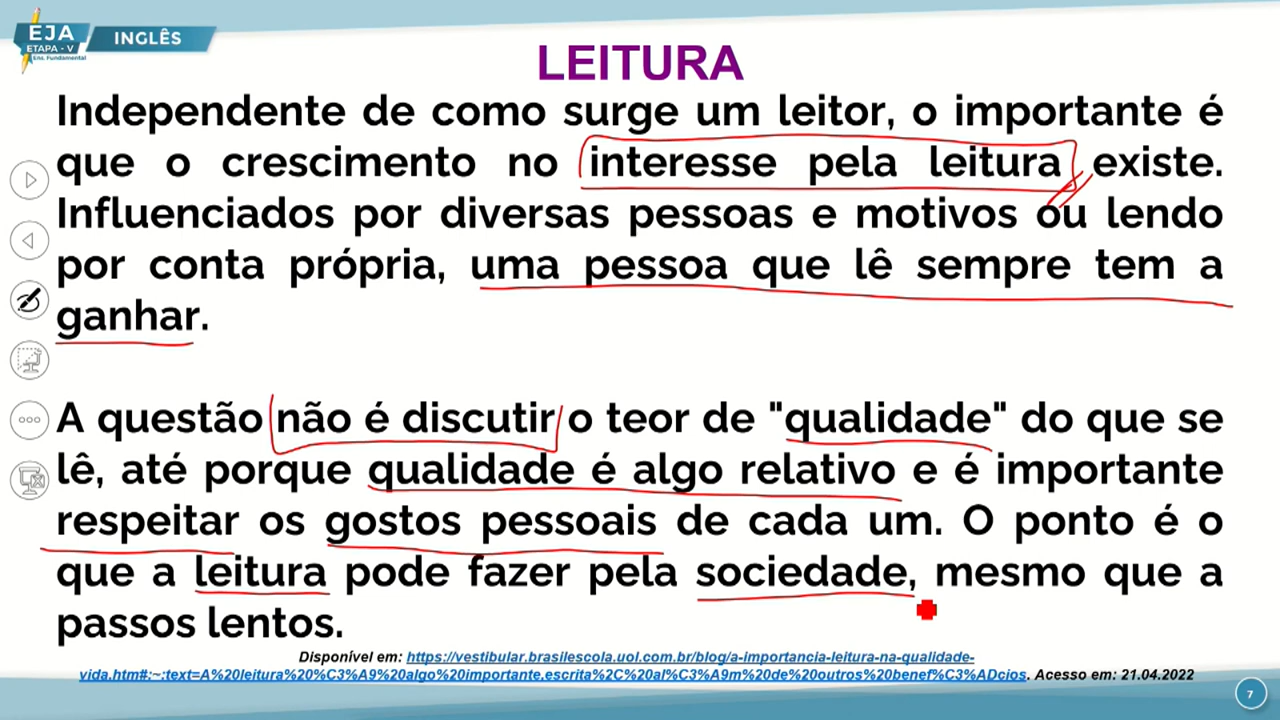 EJA
ETAPA - V
Ens. Fundamental
INGLÊS
LEITURA
Independente de como surge um leitor, o importante é
que o crescimento no interesse pela leitura existe.
Influenciados por diversas pessoas e motivos ou lendo
por conta própria, uma pessoa que lê sempre tem a
ganhar.
A questão não é discutir o teor de "qualidade" do que se
lê, até porque qualidade é algo relativo e é importante
respeitar os gostos pessoais de cada um. O ponto é o
que a leitura pode fazer pela sociedade, mesmo que a
passos lentos.
Disponível em: https://vestibular.brasilescola.uol.com.br/blog/a-importancia-leitura-na-qualidade-
vida.htm#:~:text=A%20leitura%20%C3%A9%20algo%20importante,escrita%2C%20al%C3%A9m%20de%20outros%20benef%C3%ADcios. Acesso em: 21.04.2022
7